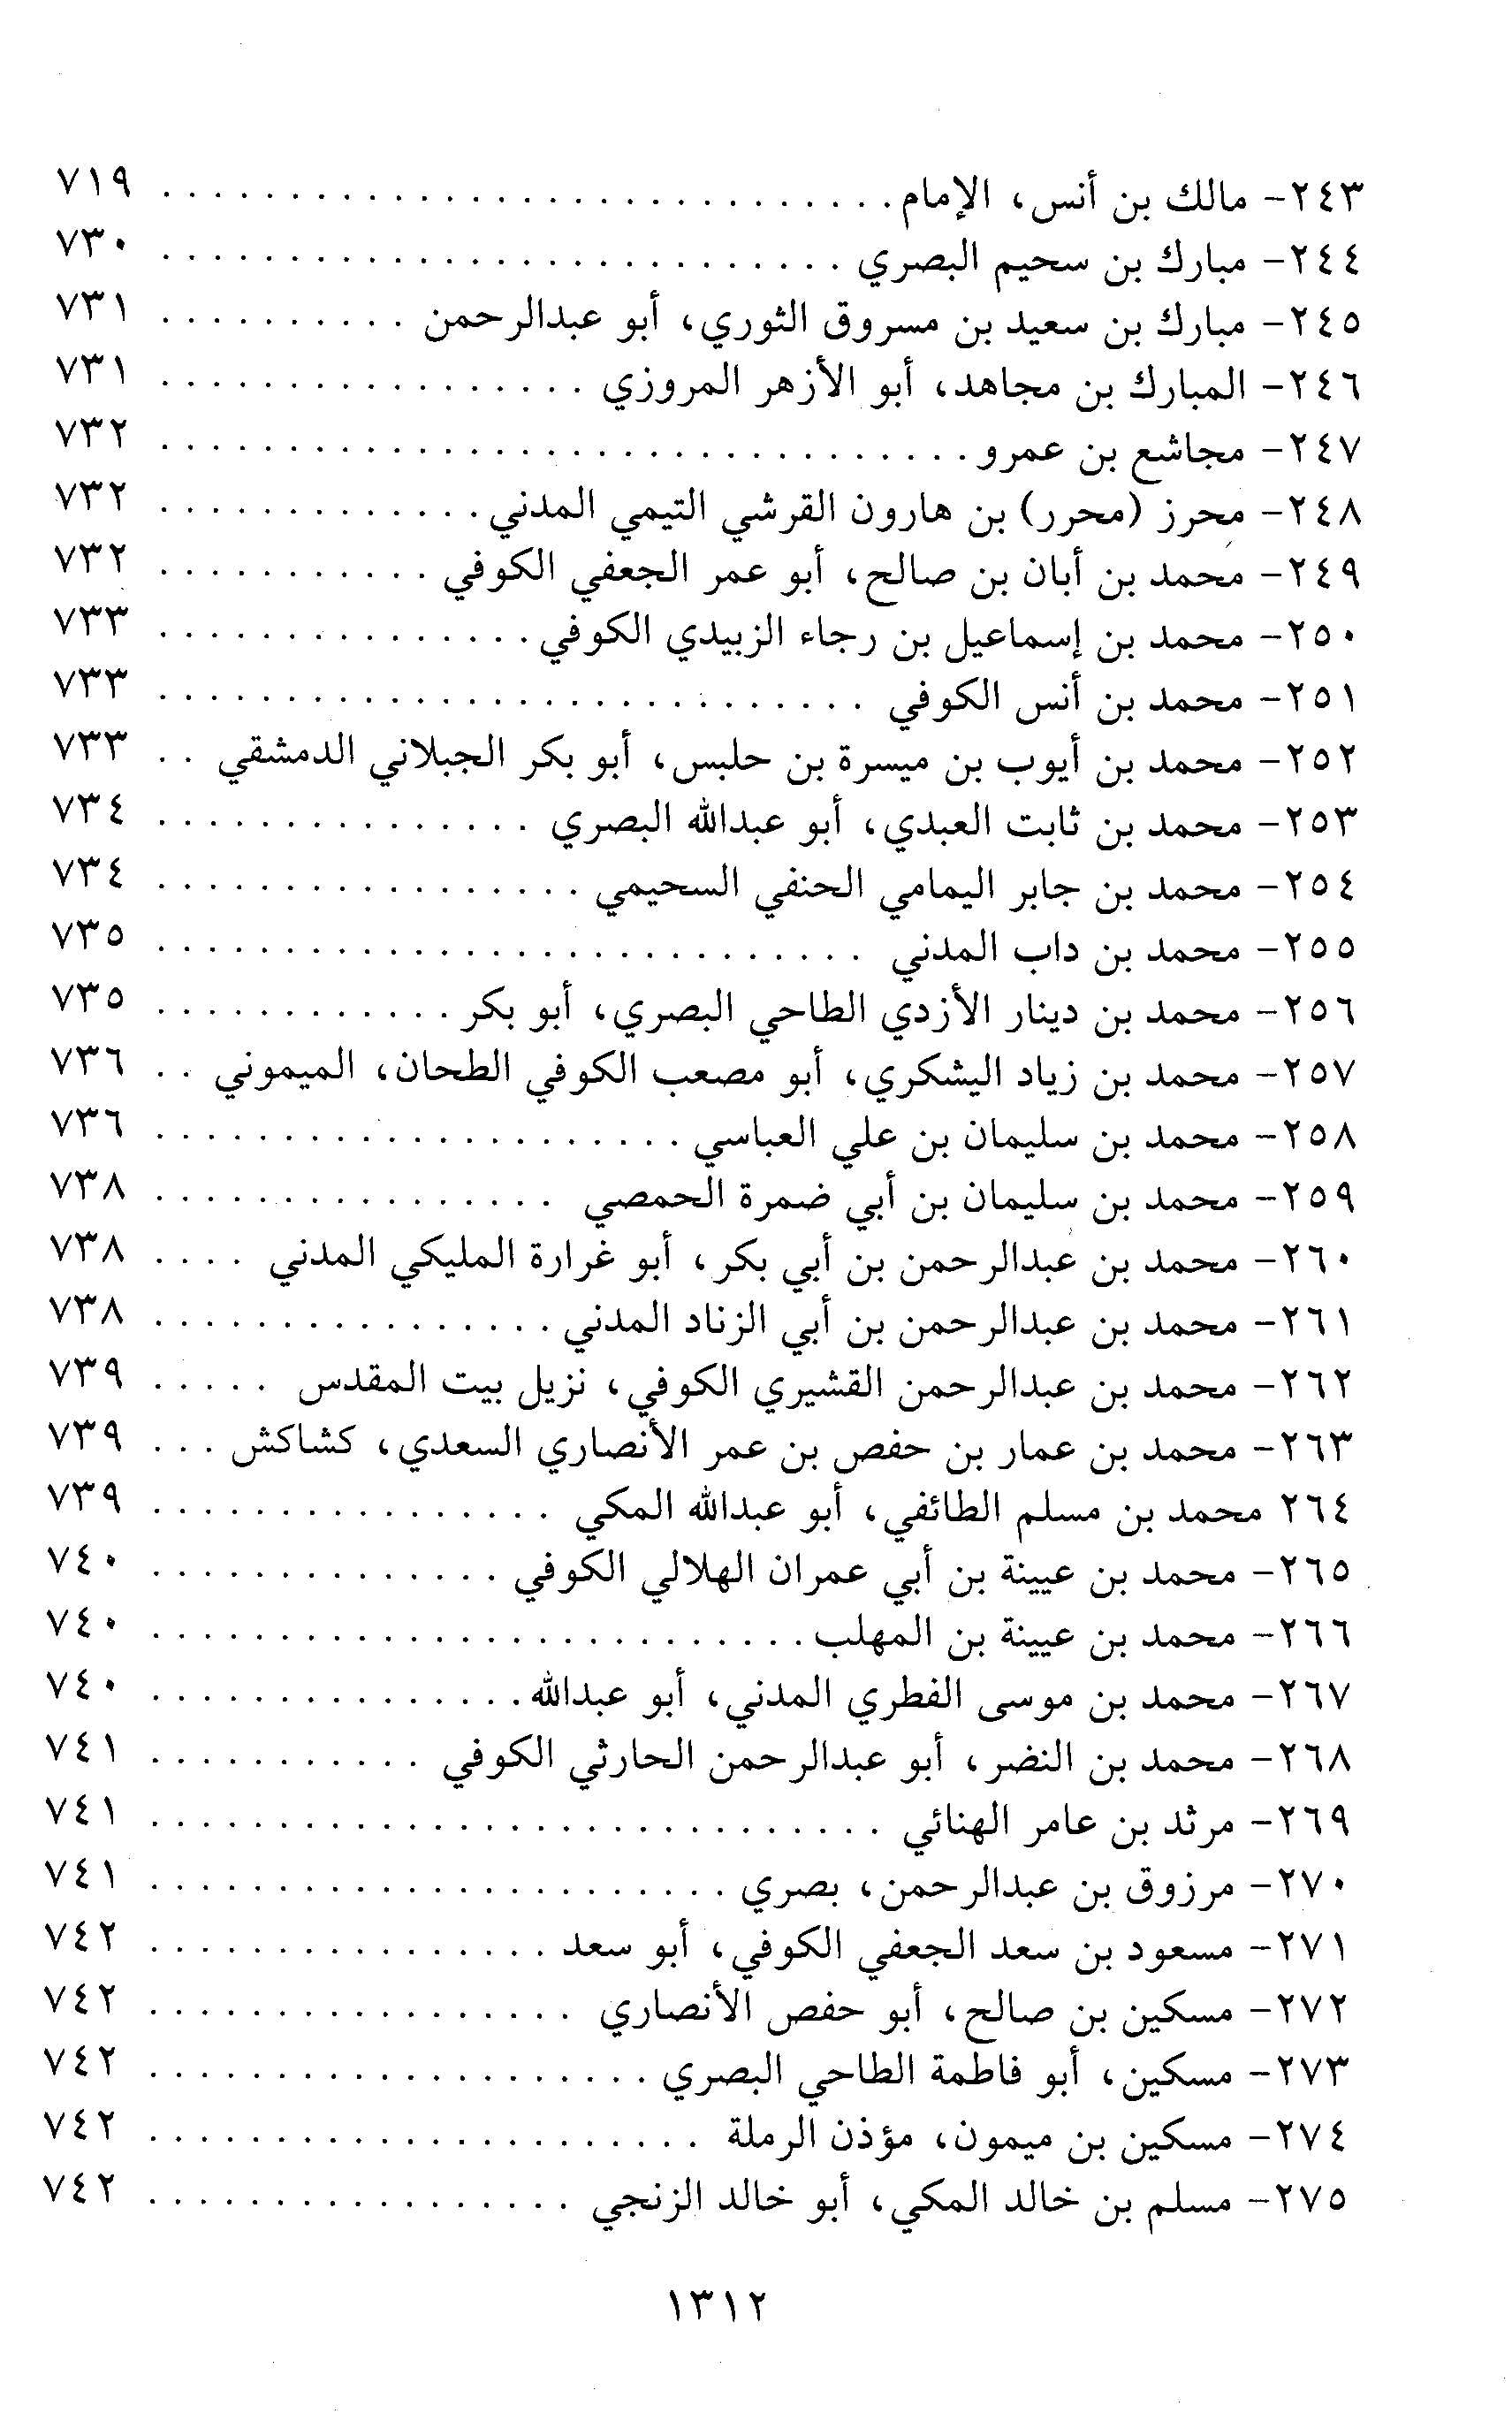 ٢٤٣- مالك بن أنس، الإمام . . . . . . . . . . . . . . . . . . . . . . . . . . . . . ٧١٩
٢٤٤- مبارك بن سحيم البصري . . . . . . . . . . . . . . . . . . . . . . . . . . . ٧٣٠
٢٤٥- مبارك بن سعيد بن مسروق الثوري، أبو عبدالرحمن . . . . . . . . . . ٧٣١
٢٤٦- المبارك بن مجاهد، أبو الأزهر المروزي . . . . . . . . . . . . . . . . . ٧٣١
٢٤٧- مجاشع بن عمرو . . . . . . . . . . . . . . . . . . . . . . . . . . . . . . . . ٧٣٢
٢٤٨- محرز (محرر) بن هارون القرشي التيمي المدني . . . . . . . . . . . . . ٧٣٢
٢٤٩- محمد بن أبان بن صالح، أبو عمر الجعفي الكوفي . . . . . . . . . . . ٧٣٢
٢٥٠- محمد بن إسماعيل بن رجاء الزبيدي الكوفي . . . . . . . . . . . . . . . ٧٣٣
٢٥١- محمد بن أنس الكوفي . . . . . . . . . . . . . . . . . . . . . . . . . . . . ٧٣٣
٢٥٢- محمد بن أيوب بن ميسرة بن حلبس، أبو بكر الجبلاني الدمشقي . . ٧٣٣
٢٥٣- محمد بن ثابت العبدي، أبو عبدالله البصري . . . . . . . . . . . . . . . ٧٣٤
٢٥٤- محمد بن جابر اليمامي الحنفي السحيمي . . . . . . . . . . . . . . . . . ٧٣٤
٢٥٥- محمد بن داب المدني . . . . . . . . . . . . . . . . . . . . . . . . . . . . ٧٣٥
٢٥٦- محمد بن دينار الأزدي الطاحي البصري، أبو بكر . . . . . . . . . . . . ٧٣٥
٢٥٧- محمد بن زياد اليشكري، أبو مصعب الكوفي الطحان، الميموني . . ٧٣٦
٢٥٨- محمد بن سليمان بن علي العباسي . . . . . . . . . . . . . . . . . . . . . ٧٣٦
٢٥٩- محمد بن سليمان بن أبي ضمرة الحمصي . . . . . . . . . . . . . . . . ٧٣٨
٢٦٠- محمد بن عبدالرحمن بن أبي بكر، أبو غرارة المليكي المدني . . . . ٧٣٨
٢٦١- محمد بن عبدالرحمن بن أبي الزناد المدني . . . . . . . . . . . . . . . . ٧٣٨
٢٦٢- محمد بن عبدالرحمن القشيري الكوفي، نزيل بيت المقدس . . . . . ٧٣٩
٢٦٣- محمد بن عمار بن حفص بن عمر الأنصاري السعدي، كشاكش . . . ٧٣٩
٢٦٤ محمد بن مسلم الطائفي، أبو عبدالله المكي . . . . . . . . . . . . . . . . ٧٣٩
٢٦٥- محمد بن عيينة بن أبي عمران الهلالي الكوفي . . . . . . . . . . . . . . ٧٤٠
٢٦٦- محمد بن عيينة بن المهلب . . . . . . . . . . . . . . . . . . . . . . . . . . ٧٤٠
٢٦٧- محمد بن موسى الفطري المدني، أبو عبدالله . . . . . . . . . . . . . . . ٧٤٠
٢٦٨- محمد بن النضر، أبو عبدالرحمن الحارثي الكوفي . . . . . . . . . . . ٧٤١
٢٦٩- مرثد بن عامر الهنائي . . . . . . . . . . . . . . . . . . . . . . . . . . . . . ٧٤١
٢٧٠- مرزوق بن عبدالرحمن، بصري . . . . . . . . . . . . . . . . . . . . . . . ٧٤١
٢٧١- مسعود بن سعد الجعفي الكوفي، أبو سعد . . . . . . . . . . . . . . . . ٧٤٢
٢٧٢- مسكين بن صالح، أبو حفص الأنصاري . . . . . . . . . . . . . . . . . ٧٤٢
٢٧٣- مسكين، أبو فاطمة الطاحي البصري . . . . . . . . . . . . . . . . . . . . ٧٤٢
٢٧٤- مسكين بن ميمون، مؤذن الرملة . . . . . . . . . . . . . . . . . . . . . . ٧٤٢
٢٧٥- مسلم بن خالد المكي، أبو خالد الزنجي . . . . . . . . . . . . . . . . . ٧٤٢
١٣١٢